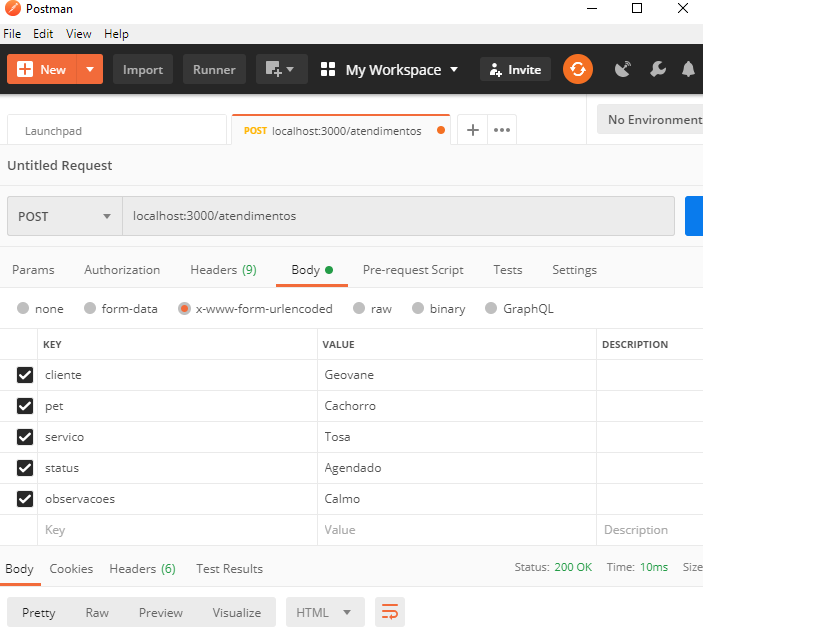 Postman
File Edit View Help
New Import Runner My Workspace Invite
Launchpad POST localhost:3000/atendimentos No Environment
Untitled Request
POST localhost:3000/atendimentos
Params Authorization Headers (9) Body Pre-request Script Tests Settings
none form-data x-www-form-urlencoded raw binary GraphQL
KEY VALUE DESCRIPTION
cliente Geovane
pet Cachorro
servico Tosa
status Agendado
observacoes Calmo
Key Value Description
Body Cookies Headers (6) Test Results Status: 200 OK Time: 10ms Size
Pretty Raw Preview Visualize HTML